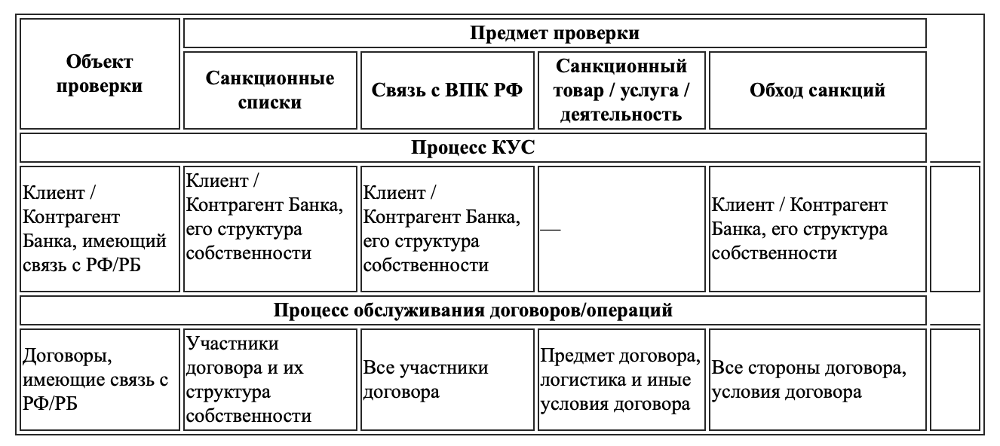 Объект
проверки
Предмет проверки
Санкционные
списки
Связь с ВПК РФ
Санкционный
товар / услуга /
деятельность
Обход санкций
Процесс КУС
Клиент /
Контрагент
Банка, имеющий
связь с РФ/РБ
Клиент /
Контрагент Банка,
его структура
собственности
Клиент /
Контрагент Банка,
его структура
собственности
—
Клиент / Контрагент
Банка, его структура
собственности
Процесс обслуживания договоров/операций
Договоры,
имеющие связь с
РФ/РБ
Участники
договора и их
структура
собственности
Все участники
договора
Предмет договора,
логистика и иные
условия договора
Все стороны договора,
условия договора